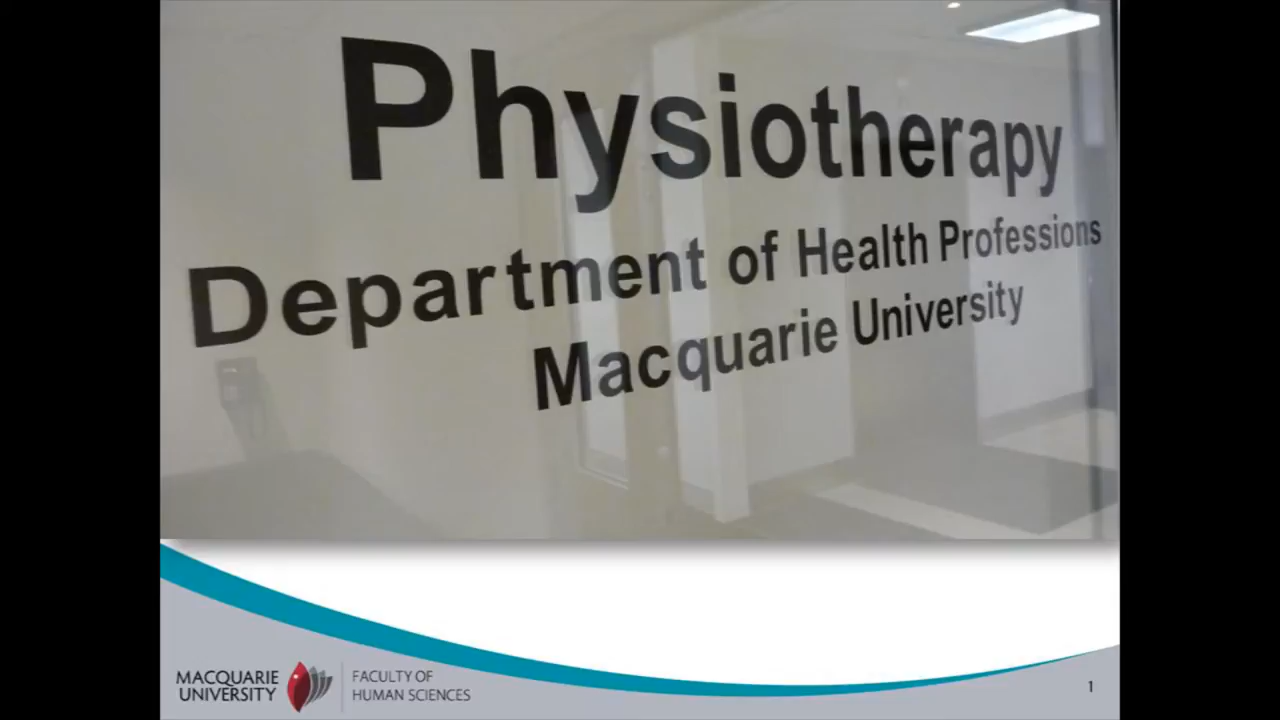 Physiotherapy
Department of Health Professions
Macquarie University
MACQUARIE
UNIVERSITY
FACULTY OF
HUMAN SCIENCES
1